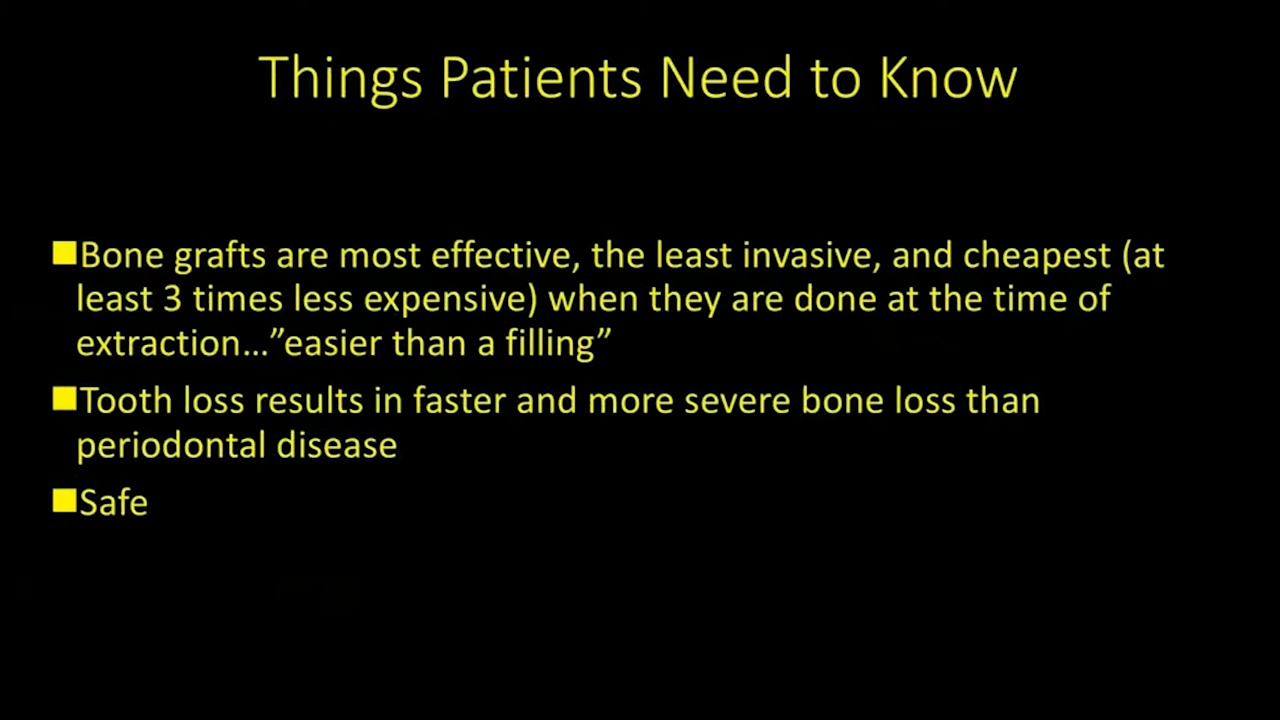 Things Patients Need to Know
■Bone grafts are most effective, the least invasive, and cheapest (at
least 3 times less expensive) when they are done at the time of
extraction…”easier than a filling”
■Tooth loss results in faster and more severe bone loss than
periodontal disease
■Safe